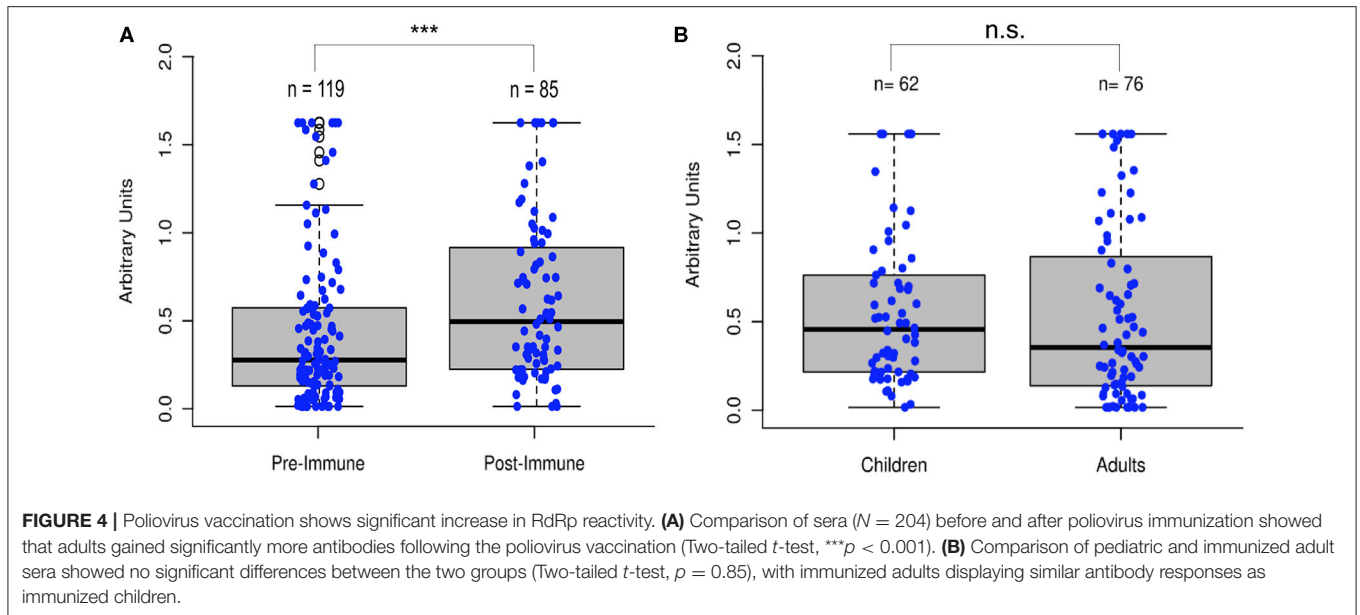 A
***
n = 119
n = 85
2.0
1.5
1.0
0.5
0.0
Arbitrary Units
Pre-Immune
Post-Immune
B
n.s.
n= 62
n= 76
2.0
1.5
1.0
0.5
0.0
Arbitrary Units
Children
Adults
FIGURE 4 | Poliovirus vaccination shows significant increase in RdRp reactivity. (A) Comparison of sera (N = 204) before and after poliovirus immunization showed
that adults gained significantly more antibodies following the poliovirus vaccination (Two-tailed t-test, ***p < 0.001). (B) Comparison of pediatric and immunized adult
sera showed no significant differences between the two groups (Two-tailed t-test, p = 0.85), with immunized adults displaying similar antibody responses as
immunized children.